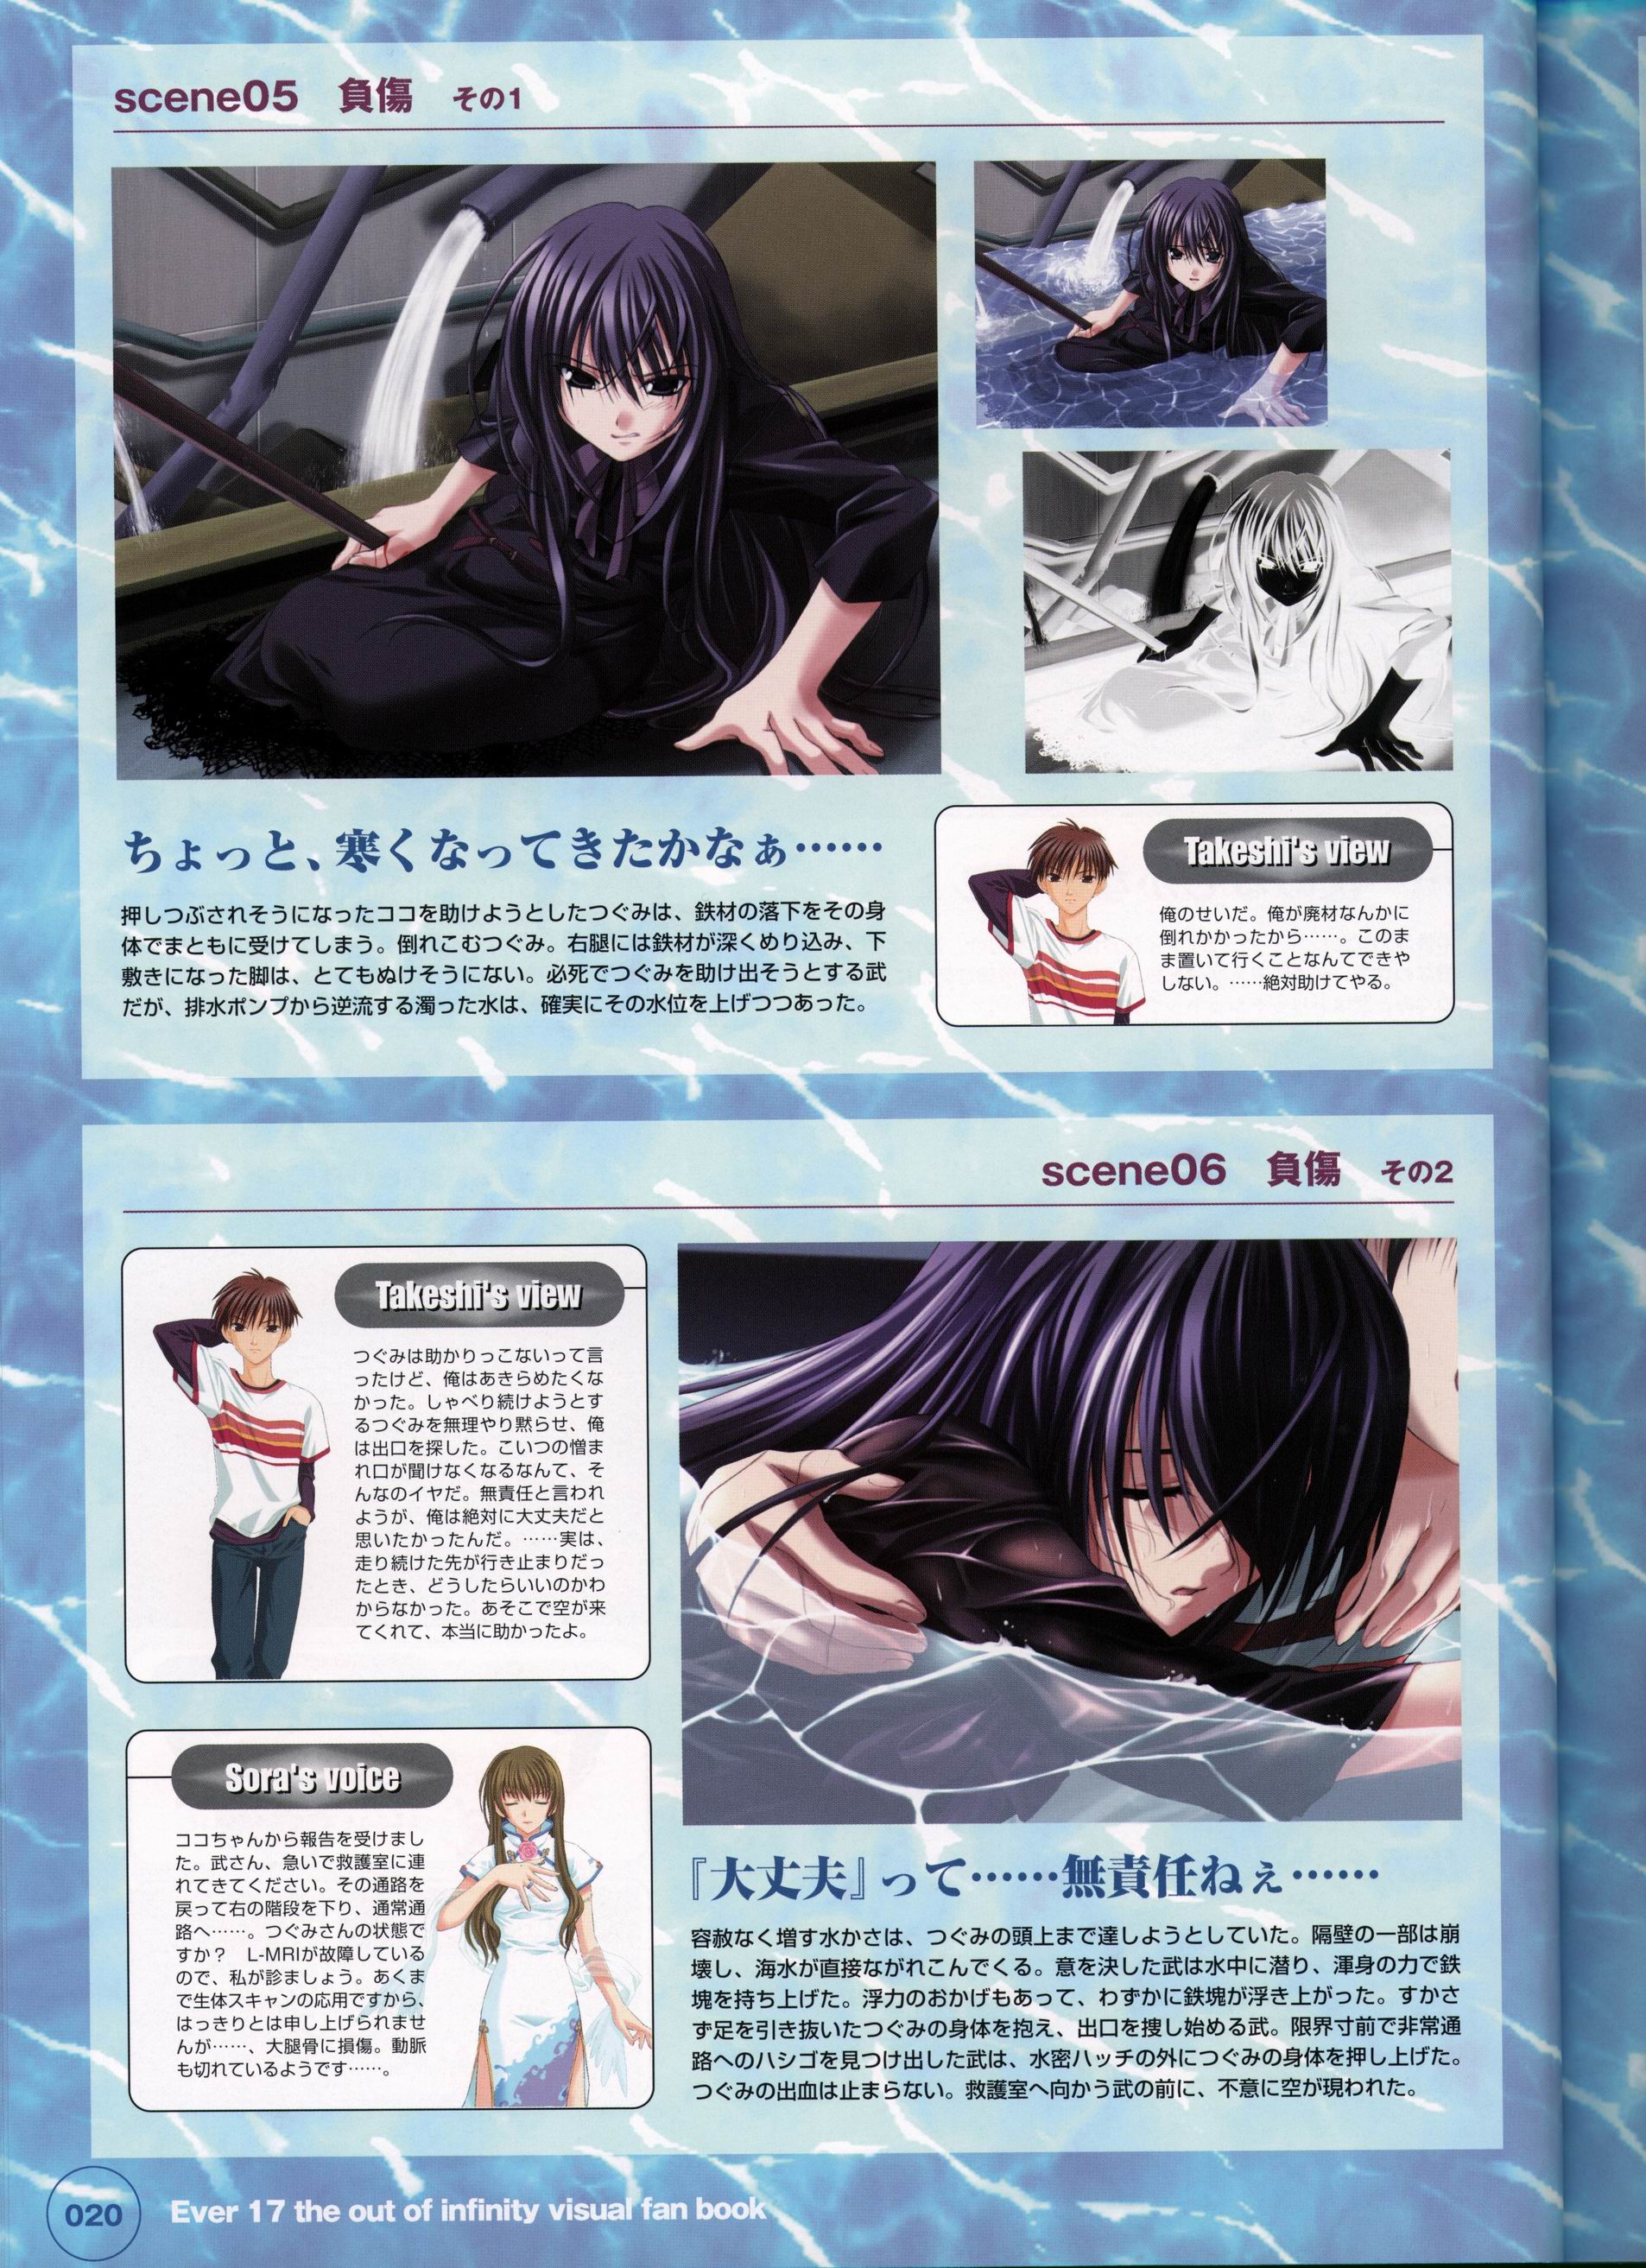 scene05 負傷 その1
ちょっと、寒くなってきたかなぁ……
押しつぶされそうになったココを助けようとしたつぐみは、鉄材の落下をその身
体でまともに受けてしまう。倒れこむつぐみ。右腿には鉄材が深くめり込み、下
敷きになった脚は、とてもぬけそうにない。必死でつぐみを助け出そうとする武
だが、排水ポンプから逆流する濁った水は、確実にその水位を上げつつあった。
Takeshi's view
俺のせいだ。俺が廃材なんかに
倒れかかったから……。このま
ま置いて行くことなんてできや
しない。……絶対助けてやる。
scene06 負傷 その2
Takeshi's view
つぐみは助かりっこないって言
ったけど、俺はあきらめたくな
かった。しゃべり続けようとす
るつぐみを無理やり黙らせ、俺
は出口を探した。こいつの憎ま
れ口が聞けなくなるなんて、そ
んなのイヤだ。無責任と言われ
ようが、俺は絶対に大丈夫だと
思いたかったんだ。……実は、
走り続けた先が行き止まりだっ
たとき、どうしたらいいのかわ
からなかった。あそこで空が来
てくれて、本当に助かったよ。
Sora's voice
ココちゃんから報告を受けまし
た。武さん、急いで救護室に連
れてきてください。その通路を
戻って右の階段を下り、通常通
路へ……。つぐみさんの状態で
すか？ L-MRIが故障している
ので、私が診ましょう。あくま
で生体スキャンの応用ですから、
はっきりとは申し上げられませ
んが……、大腿骨に損傷。動脈
も切れているようです……。
『大丈夫』って……無責任ねぇ……
容赦なく増す水かさは、つぐみの頭上まで達しようとしていた。隔壁の一部は崩
壊し、海水が直接ながれこんでくる。意を決した武は水中に潜り、渾身の力で鉄
塊を持ち上げた。浮力のおかげもあって、わずかに鉄塊が浮き上がった。すかさ
ず足を引き抜いたつぐみの身体を抱え、出口を捜し始める武。限界寸前で非常通
路へのハシゴを見つけ出した武は、水密ハッチの外につぐみの身体を押し上げた。
つぐみの出血は止まらない。救護室へ向かう武の前に、不意に空が現われた。
020 Ever 17 the out of infinity visual fan book